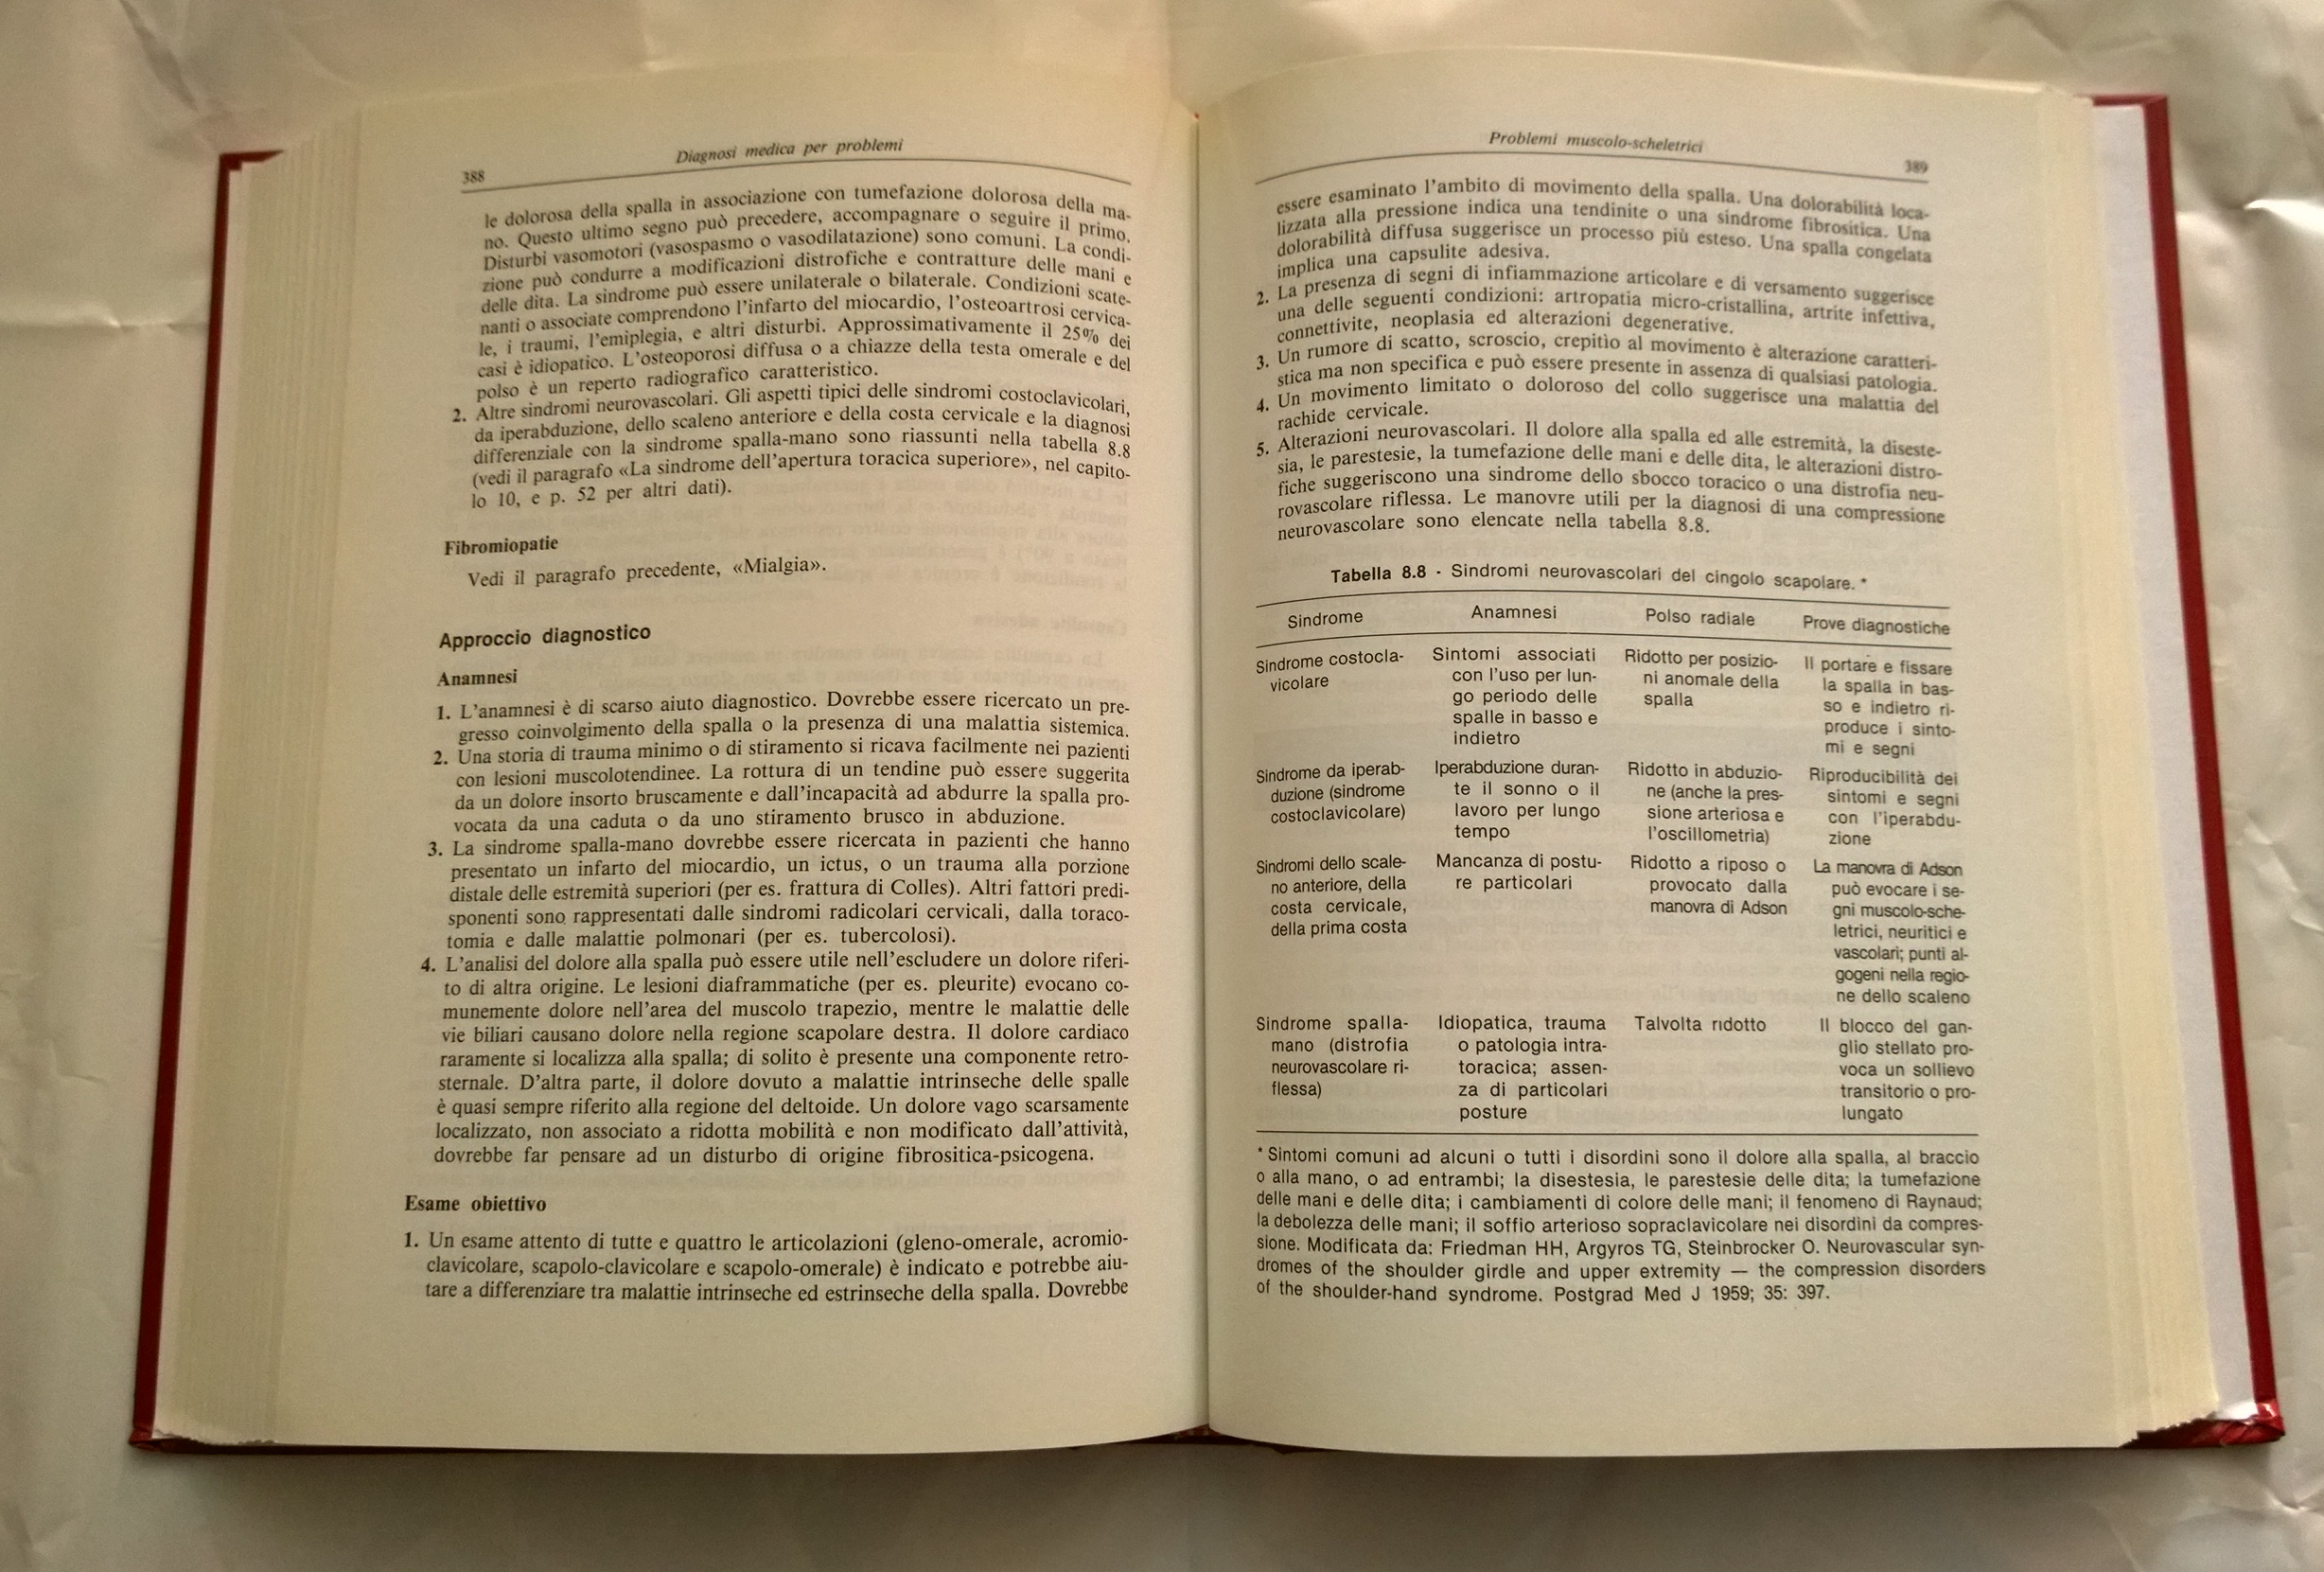 388
Diagnosi medica per problemi
le dolorosa della spalla in associazione con tumefazione dolorosa della ma-
no. Questo ultimo segno può precedere, accompagnare o seguire il primo.
Disturbi vasomotori (vasospasmo o vasodilatazione) sono comuni. La condi-
zione può condurre a modificazioni distrofiche e contratture delle mani e
delle dita. La sindrome può essere unilaterale o bilaterale. Condizioni scate-
nanti o associate comprendono l'infarto del miocardio, l'osteoartrosi cervica-
le, i traumi, l'emiplegia, e altri disturbi. Approssimativamente il 25% dei
casi è idiopatico. L'osteoporosi diffusa o a chiazze della testa omerale e del
polso è un reperto radiografico caratteristico.
2. Altre sindromi neurovascolari. Gli aspetti tipici delle sindromi costoclavicolari,
da iperabduzione, dello scaleno anteriore e della costa cervicale e la diagnosi
differenziale con la sindrome spalla-mano sono riassunti nella tabella 8.8
(vedi il paragrafo «La sindrome dell'apertura toracica superiore», nel capito-
lo 10, e p. 52 per altri dati).
Fibromiopatie
Vedi il paragrafo precedente, «Mialgia».
Approccio diagnostico
Anamnesi
1. L'anamnesi è di scarso aiuto diagnostico. Dovrebbe essere ricercato un pre-
gresso coinvolgimento della spalla o la presenza di una malattia sistemica.
2. Una storia di trauma minimo o di stiramento si ricava facilmente nei pazienti
con lesioni muscolotendinee. La rottura di un tendine può essere suggerita
da un dolore insorto bruscamente e dall'incapacità ad abdurre la spalla pro-
vocata da una caduta o da uno stiramento brusco in abduzione.
3. La sindrome spalla-mano dovrebbe essere ricercata in pazienti che hanno
presentato un infarto del miocardio, un ictus, o un trauma alla porzione
distale delle estremità superiori (per es. frattura di Colles). Altri fattori predi-
sponenti sono rappresentati dalle sindromi radicolari cervicali, dalla toraco-
tomia e dalle malattie polmonari (per es. tubercolosi).
4. L'analisi del dolore alla spalla può essere utile nell'escludere un dolore riferi-
to di altra origine. Le lesioni diaframmatiche (per es. pleurite) evocano co-
munemente dolore nell'area del muscolo trapezio, mentre le malattie delle
vie biliari causano dolore nella regione scapolare destra. Il dolore cardiaco
raramente si localizza alla spalla; di solito è presente una componente retro-
sternale. D'altra parte, il dolore dovuto a malattie intrinseche delle spalle
è quasi sempre riferito alla regione del deltoide. Un dolore vago scarsamente
localizzato, non associato a ridotta mobilità e non modificato dall'attività,
dovrebbe far pensare ad un disturbo di origine fibrositica-psicogena.
Esame obiettivo
1. Un esame attento di tutte e quattro le articolazioni (gleno-omerale, acromio-
clavicolare, scapolo-clavicolare e scapolo-omerale) è indicato e potrebbe aiu-
tare a differenziare tra malattie intrinseche ed estrinseche della spalla. Dovrebbe
Problemi muscolo-scheletrici
389
essere esaminato l'ambito di movimento della spalla. Una dolorabilità loca-
lizzata alla pressione indica una tendinite o una sindrome fibrositica. Una
dolorabilità diffusa suggerisce un processo più esteso. Una spalla congelata
implica una capsulite adesiva.
2. La presenza di segni di infiammazione articolare e di versamento suggerisce
una delle seguenti condizioni: artropatia micro-cristallina, artrite infettiva,
connettivite, neoplasia ed alterazioni degenerative.
3. Un rumore di scatto, scroscio, crepitìo al movimento è alterazione caratteri-
stica ma non specifica e può essere presente in assenza di qualsiasi patologia.
4. Un movimento limitato o doloroso del collo suggerisce una malattia del
rachide cervicale.
5. Alterazioni neurovascolari. Il dolore alla spalla ed alle estremità, la diseste-
sia, le parestesie, la tumefazione delle mani e delle dita, le alterazioni distro-
fiche suggeriscono una sindrome dello sbocco toracico o una distrofia neu-
rovascolare riflessa. Le manovre utili per la diagnosi di una compressione
neurovascolare sono elencate nella tabella 8.8.
Tabella 8.8 - Sindromi neurovascolari del cingolo scapolare.*
Sindrome Anamnesi Polso radiale Prove diagnostiche
Sindrome costocla-
vicolare
Sintomi associati
con l'uso per lun-
go periodo delle
spalle in basso e
indietro
Ridotto per posizio-
ni anomale della
spalla
Il portare e fissare
la spalla in bas-
so e indietro ri-
produce i sinto-
mi e segni
Sindrome da iperab-
duzione (sindrome
costoclavicolare)
Iperabduzione duran-
te il sonno o il
lavoro per lungo
tempo
Ridotto in abduzio-
ne (anche la pres-
sione arteriosa e
l'oscillometria)
Riproducibilità dei
sintomi e segni
con l'iperabdu-
zione
Sindromi dello scale-
no anteriore, della
costa cervicale,
della prima costa
Mancanza di postu-
re particolari
Ridotto a riposo o
provocato dalla
manovra di Adson
La manovra di Adson
può evocare i se-
gni muscolo-sche-
letrici, neuritici e
vascolari; punti al-
gogeni nella regio-
ne dello scaleno
Sindrome spalla-
mano (distrofia
neurovascolare ri-
flessa)
Idiopatica, trauma
o patologia intra-
toracica; assen-
za di particolari
posture
Talvolta ridotto
Il blocco del gan-
glio stellato pro-
voca un sollievo
transitorio o pro-
lungato
* Sintomi comuni ad alcuni o tutti i disordini sono il dolore alla spalla, al braccio
o alla mano, o ad entrambi; la disestesia, le parestesie delle dita; la tumefazione
delle mani e delle dita; i cambiamenti di colore delle mani; il fenomeno di Raynaud;
la debolezza delle mani; il soffio arterioso sopraclavicolare nei disordini da compres-
sione. Modificata da: Friedman HH, Argyros TG, Steinbrocker O. Neurovascular syn-
dromes of the shoulder girdle and upper extremity — the compression disorders
of the shoulder-hand syndrome. Postgrad Med J 1959; 35: 397.